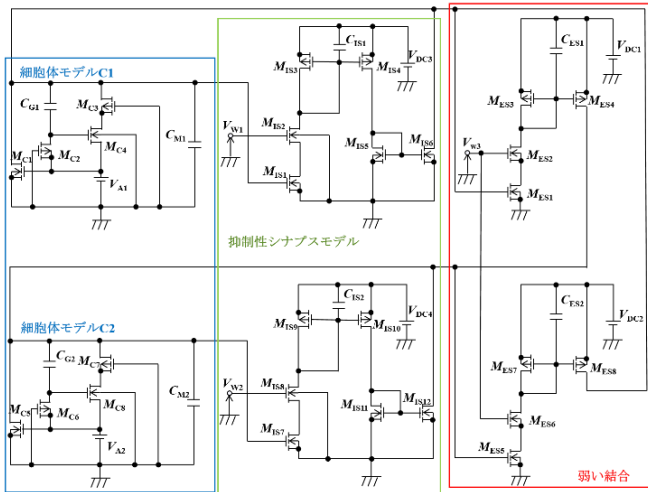 細胞体モデルC1
CG1
MC3
MC1
MC2
MC4
VA1
CM1
VW1
CIS1
MIS3
MIS4
VDC3
MIS2
MIS5
MIS6
MIS1
抑制性シナプスモデル
CES1
VDC1
MES3
MES4
Vw3
MES2
MES1
細胞体モデルC2
CG2
MC7
MC5
MC6
MC8
VA2
CM2
VW2
CIS2
MIS9
MIS10
VDC4
MIS8
MIS11
MIS12
MIS7
CES2
VDC2
MES7
MES8
MES6
MES5
弱い結合